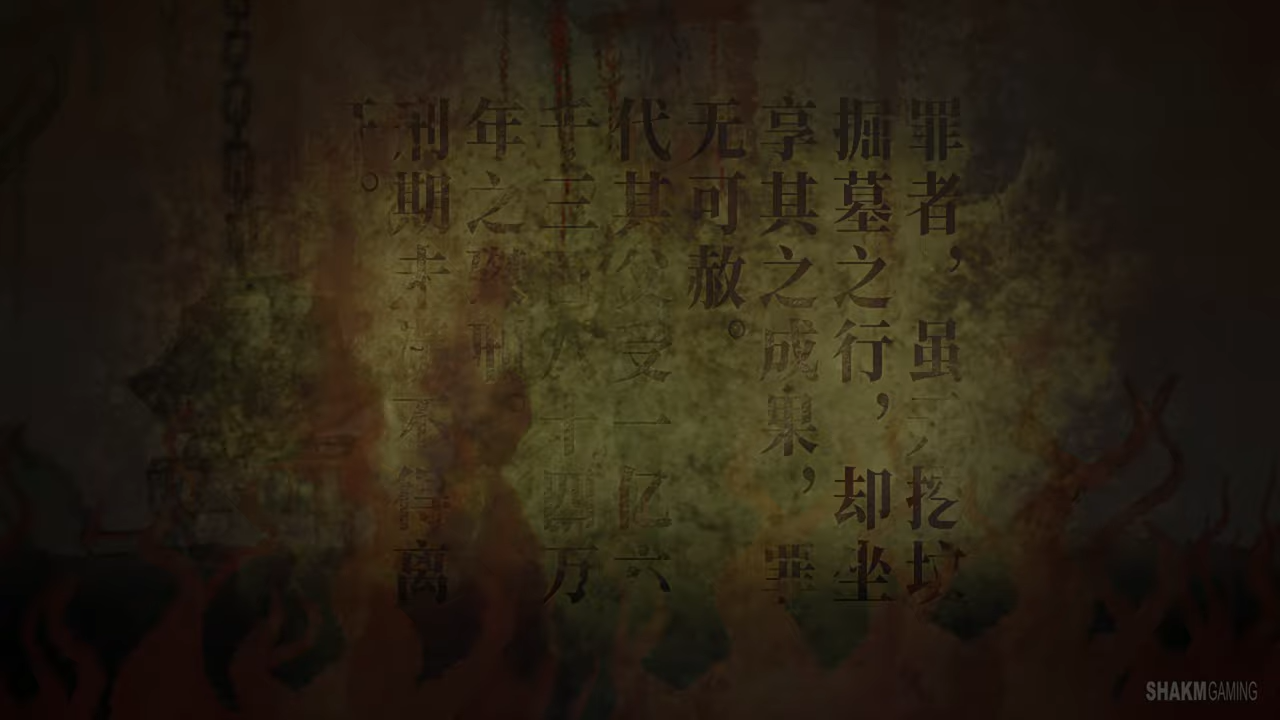 罪者，虽无挖坟
掘墓之行，却坐
享其之成果，罪
无可赦。
代其父受一亿六
千三百八十四万
年之刑
刑期未满不得离
开。
SHAKMGAMING